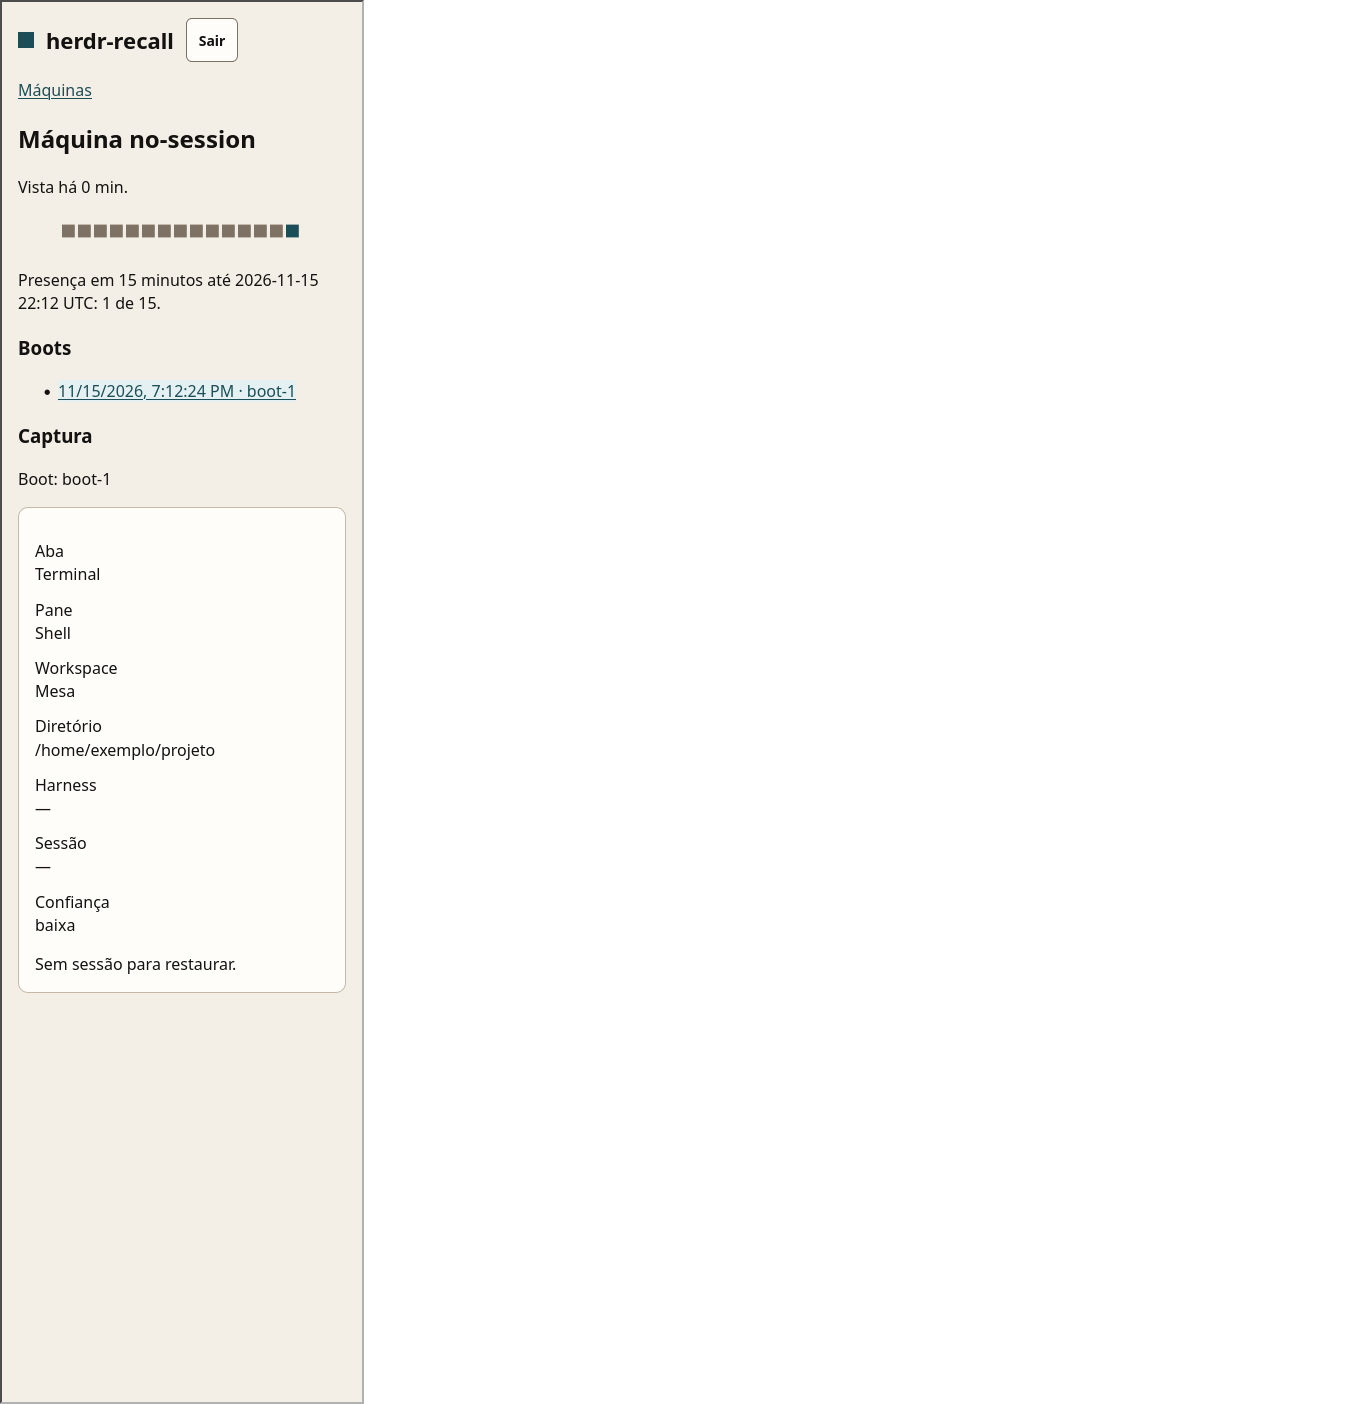 herdr-recall
Sair
Máquinas
Máquina no-session
Vista há 0 min.
Presença em 15 minutos até 2026-11-15
22:12 UTC: 1 de 15.
Boots
• 11/15/2026, 7:12:24 PM · boot-1
Captura
Boot: boot-1
Aba
Terminal
Pane
Shell
Workspace
Mesa
Diretório
/home/exemplo/projeto
Harness
—
Sessão
—
Confiança
baixa
Sem sessão para restaurar.